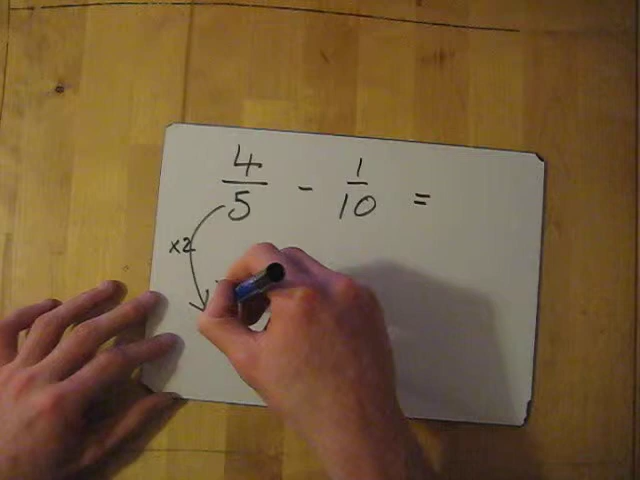 4/5 - 1/10 =
x2